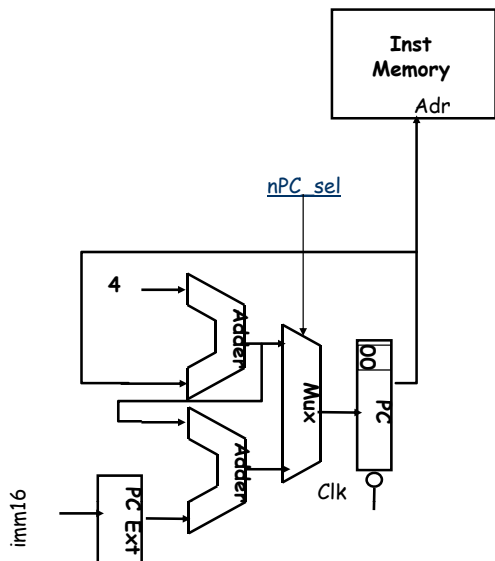 Inst
Memory
Adr
nPC_sel
4
Adder
00
Mux
PC
Adder
Clk
imm16
PC Ext